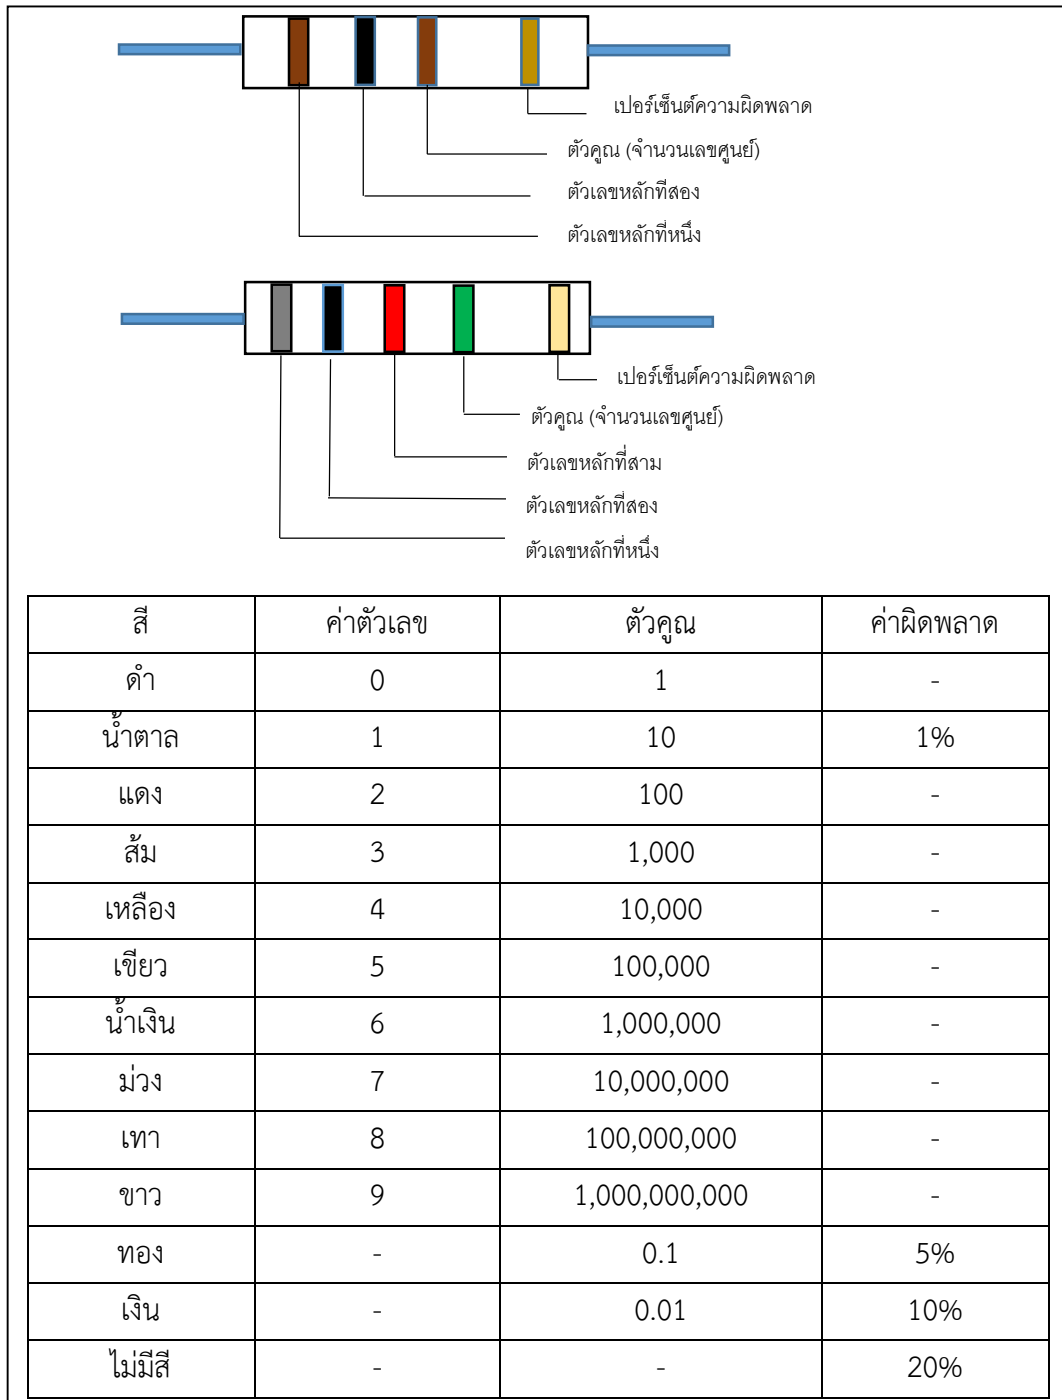 เปอร์เซ็นต์ความผิดพลาด
ตัวคูณ (จำนวนเลขศูนย์)
ตัวเลขหลักที่สอง
ตัวเลขหลักที่หนึ่ง
เปอร์เซ็นต์ความผิดพลาด
ตัวคูณ (จำนวนเลขศูนย์)
ตัวเลขหลักที่สาม
ตัวเลขหลักที่สอง
ตัวเลขหลักที่หนึ่ง
สี ค่าตัวเลข ตัวคูณ ค่าผิดพลาด
ดำ 0 1 -
น้ำตาล 1 10 1%
แดง 2 100 -
ส้ม 3 1,000 -
เหลือง 4 10,000 -
เขียว 5 100,000 -
น้ำเงิน 6 1,000,000 -
ม่วง 7 10,000,000 -
เทา 8 100,000,000 -
ขาว 9 1,000,000,000 -
ทอง - 0.1 5%
เงิน - 0.01 10%
ไม่มีสี - - 20%